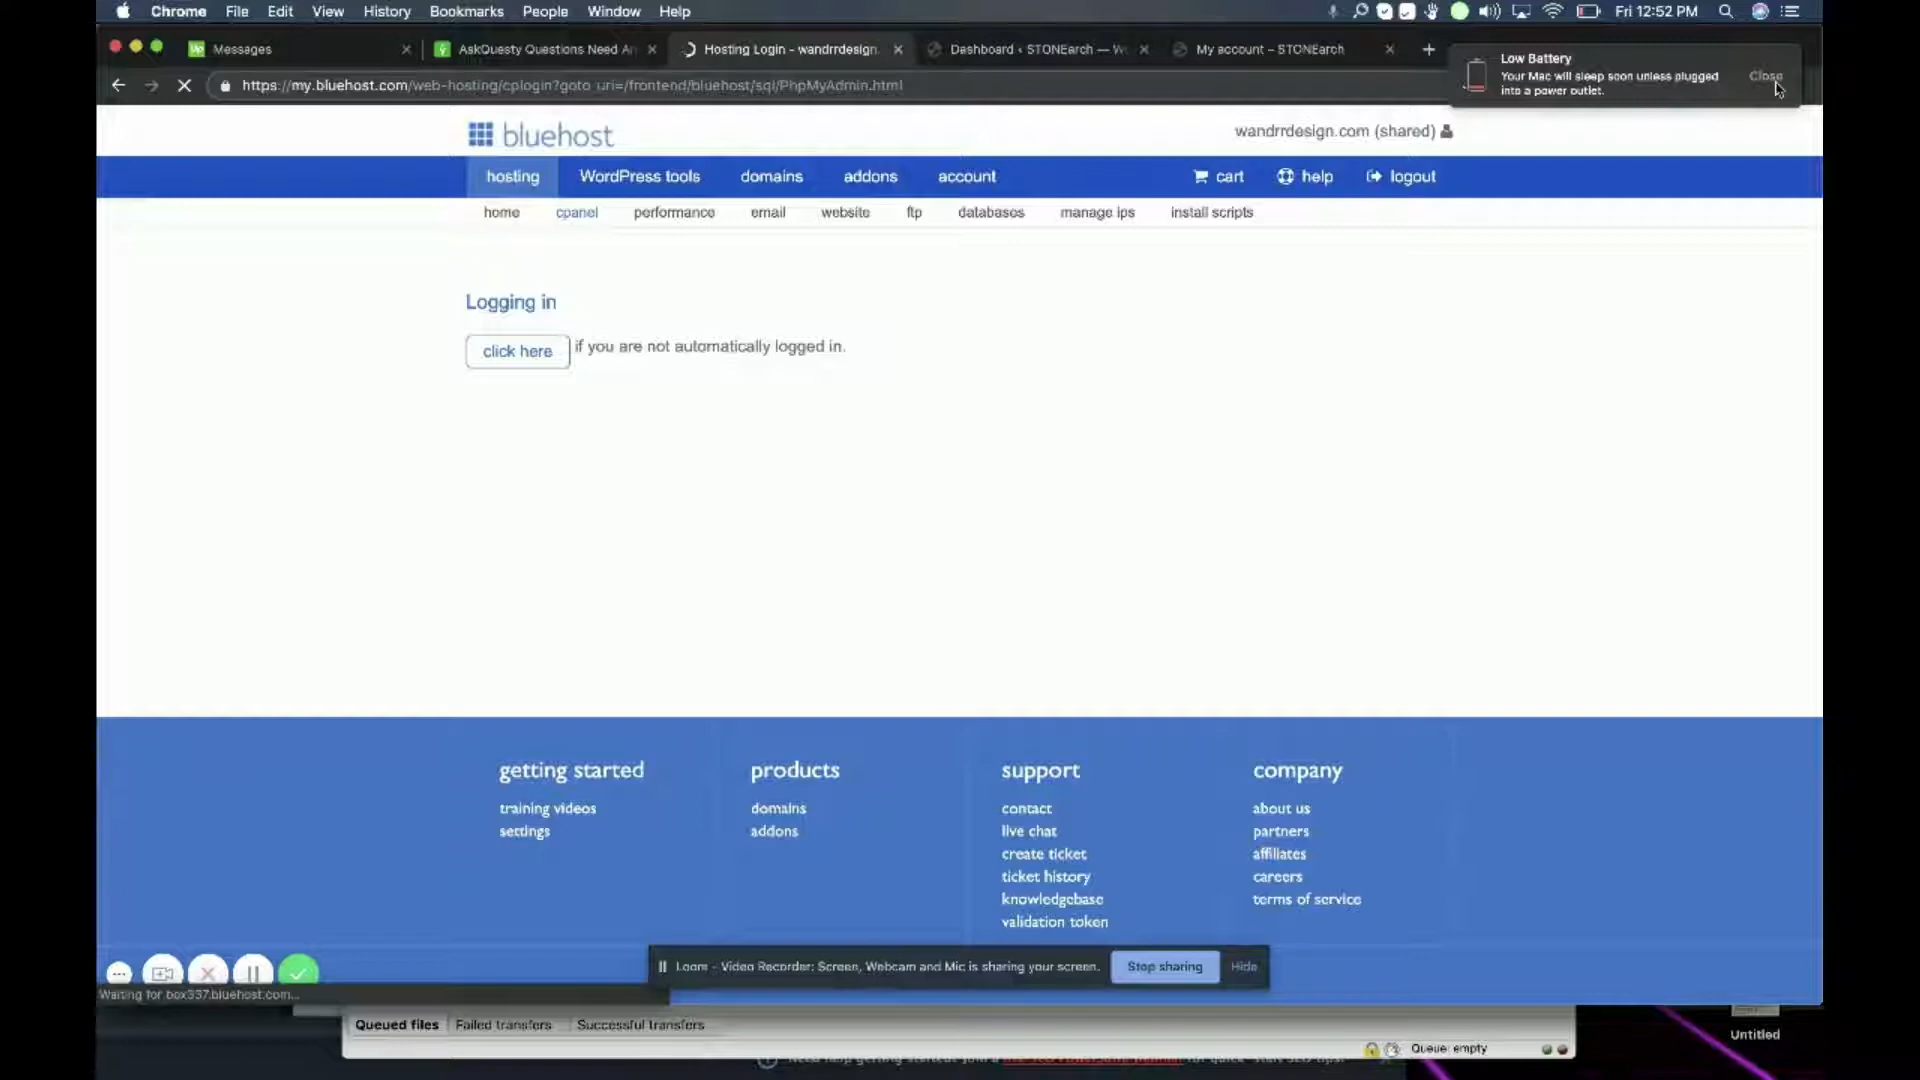 Chrome File Edit View History Bookmarks People Window Help Fri 12:52 PM
Messages AskQuesty Questions Need An Hosting Login - wandrrdesign. Dashboard ‹ STONEarch — W My account – STONEarch
Low Battery
Your Mac will sleep soon unless plugged
into a power outlet.
Close
https://my.bluehost.com/web-hosting/cplogin?goto_uri=/frontend/bluehost/sql/PhpMyAdmin.html
bluehost wandrrdesign.com (shared)
hosting WordPress tools domains addons account cart help logout
home cpanel performance email website ftp databases manage ips install scripts
Logging in
click here if you are not automatically logged in.
getting started products support company
training videos domains contact about us
settings addons live chat partners
create ticket affiliates
ticket history careers
knowledgebase terms of service
validation token
Loom - Video Recorder: Screen, Webcam and Mic is sharing your screen. Stop sharing Hide
Waiting for box337.bluehost.com...
Queued files Failed transfers Successful transfers
Untitled
Queue: empty